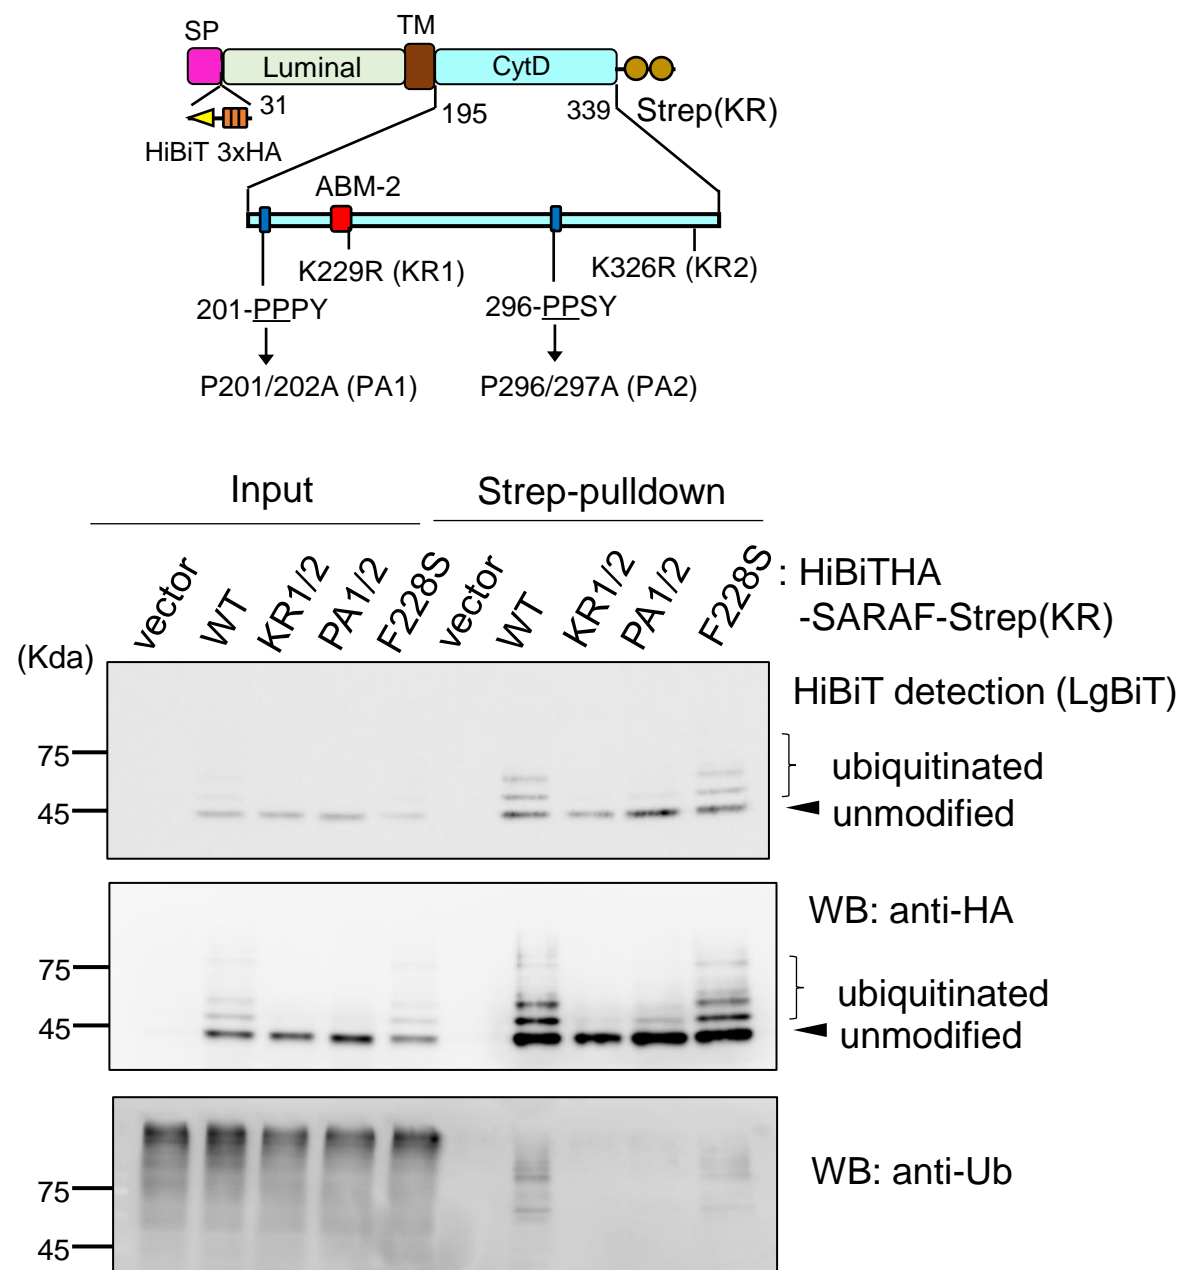 SP
TM
Luminal
CytD
31
195
339
Strep(KR)
HiBiT 3xHA
ABM-2
K229R (KR1)
K326R (KR2)
201-PPPY
296-PPSY
P201/202A (PA1)
P296/297A (PA2)
Input
Strep-pulldown
vector
WT
KR1/2
PA1/2
F228S
vector
WT
KR1/2
PA1/2
F228S
: HiBiTHA
-SARAF-Strep(KR)
(Kda)
HiBiT detection (LgBiT)
75
ubiquitinated
45
unmodified
WB: anti-HA
75
ubiquitinated
45
unmodified
WB: anti-Ub
75
45